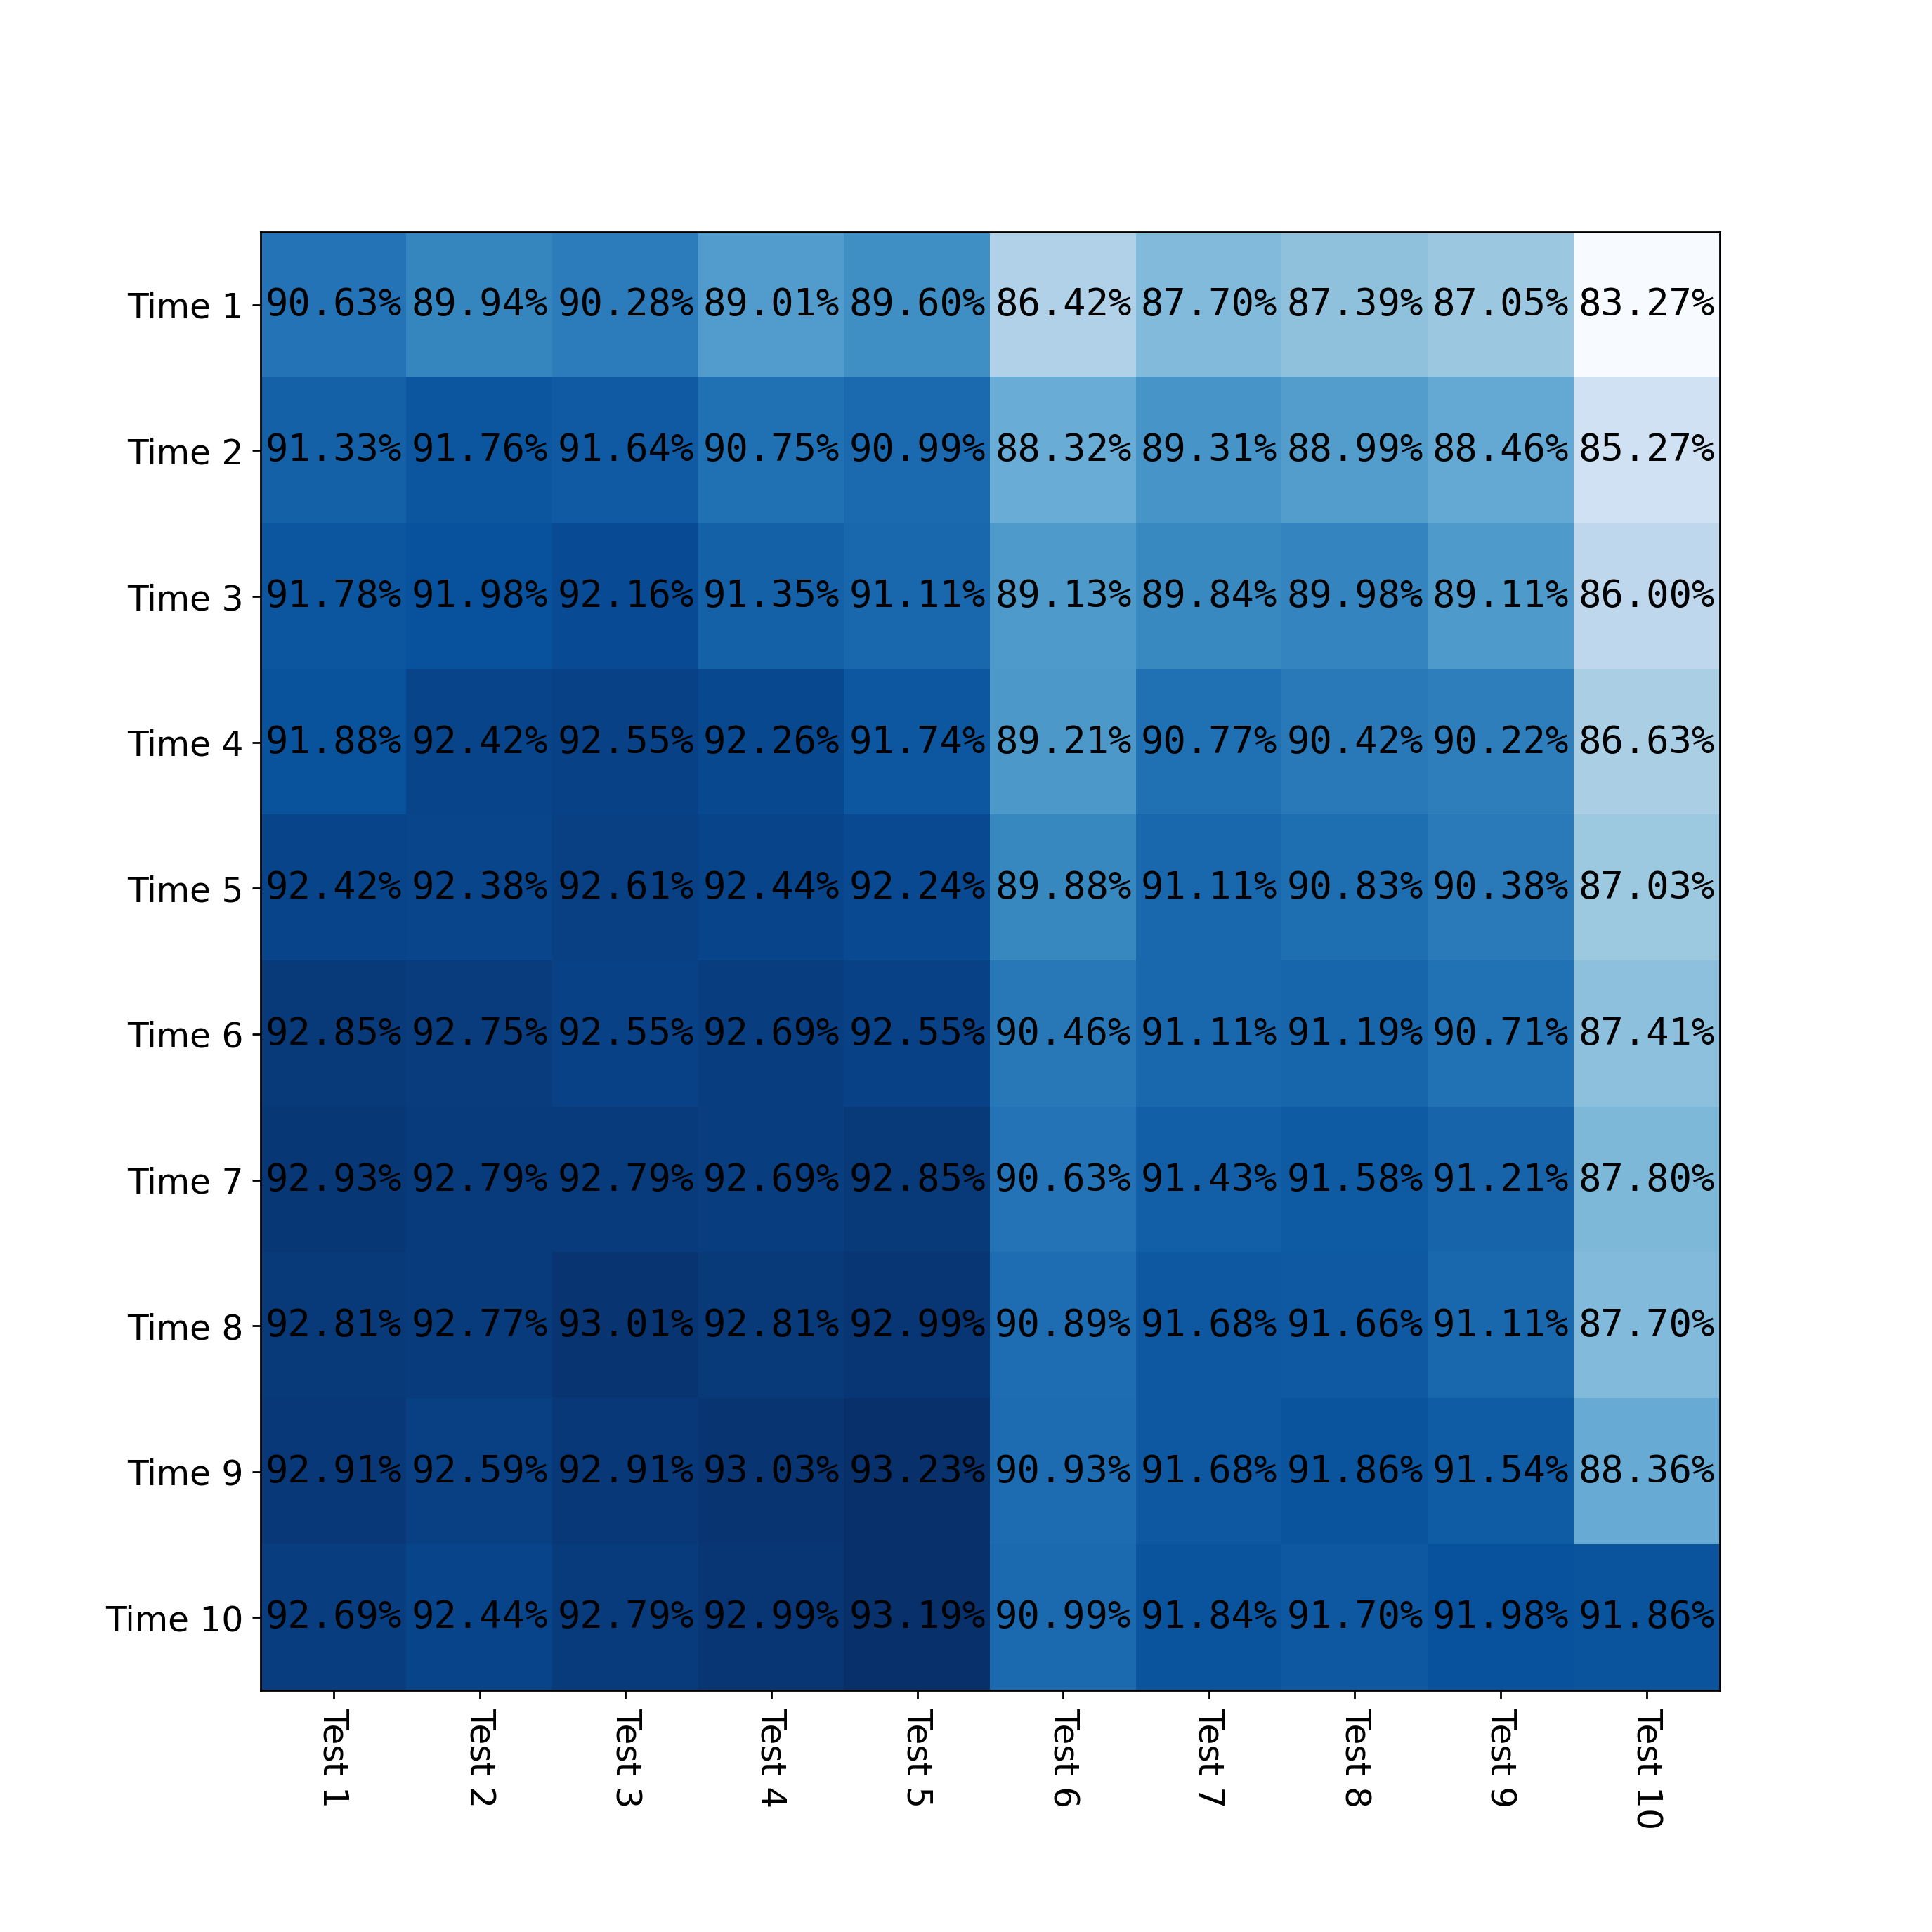 Time 1 90.63% 89.94% 90.28% 89.01% 89.60% 86.42% 87.70% 87.39% 87.05% 83.27%
Time 2 91.33% 91.76% 91.64% 90.75% 90.99% 88.32% 89.31% 88.99% 88.46% 85.27%
Time 3 91.78% 91.98% 92.16% 91.35% 91.11% 89.13% 89.84% 89.98% 89.11% 86.00%
Time 4 91.88% 92.42% 92.55% 92.26% 91.74% 89.21% 90.77% 90.42% 90.22% 86.63%
Time 5 92.42% 92.38% 92.61% 92.44% 92.24% 89.88% 91.11% 90.83% 90.38% 87.03%
Time 6 92.85% 92.75% 92.55% 92.69% 92.55% 90.46% 91.11% 91.19% 90.71% 87.41%
Time 7 92.93% 92.79% 92.79% 92.69% 92.85% 90.63% 91.43% 91.58% 91.21% 87.80%
Time 8 92.81% 92.77% 93.01% 92.81% 92.99% 90.89% 91.68% 91.66% 91.11% 87.70%
Time 9 92.91% 92.59% 92.91% 93.03% 93.23% 90.93% 91.68% 91.86% 91.54% 88.36%
Time 10 92.69% 92.44% 92.79% 92.99% 93.19% 90.99% 91.84% 91.70% 91.98% 91.86%
Test 1 Test 2 Test 3 Test 4 Test 5 Test 6 Test 7 Test 8 Test 9 Test 10